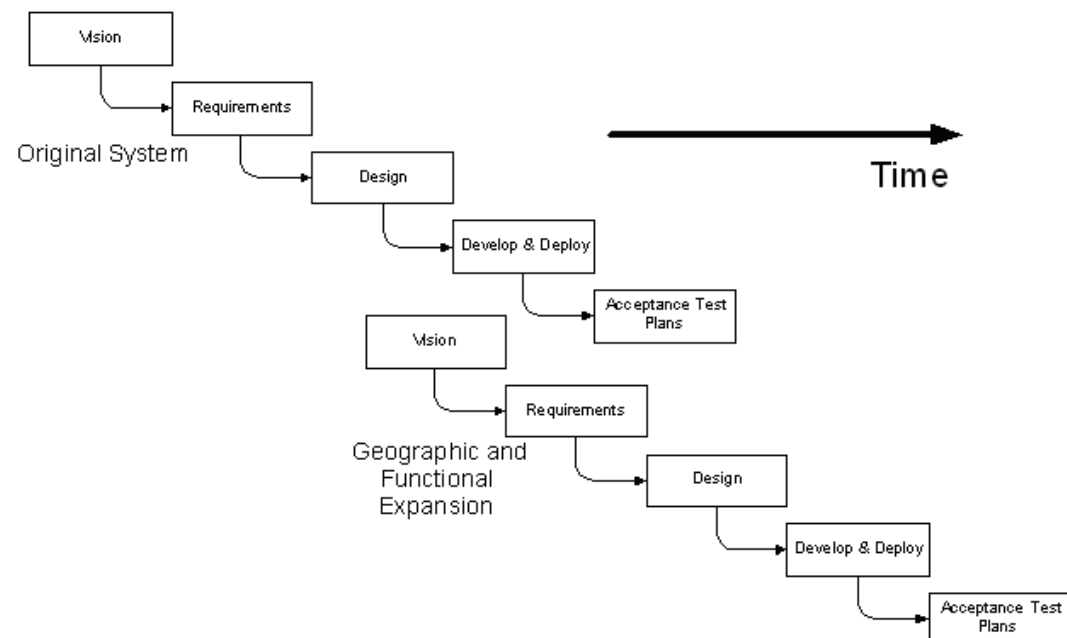 Vision
Requirements
Original System
Design
Time
Develop & Deploy
Acceptance Test
Plans
Vision
Requirements
Geographic and
Functional
Expansion
Design
Develop & Deploy
Acceptance Test
Plans